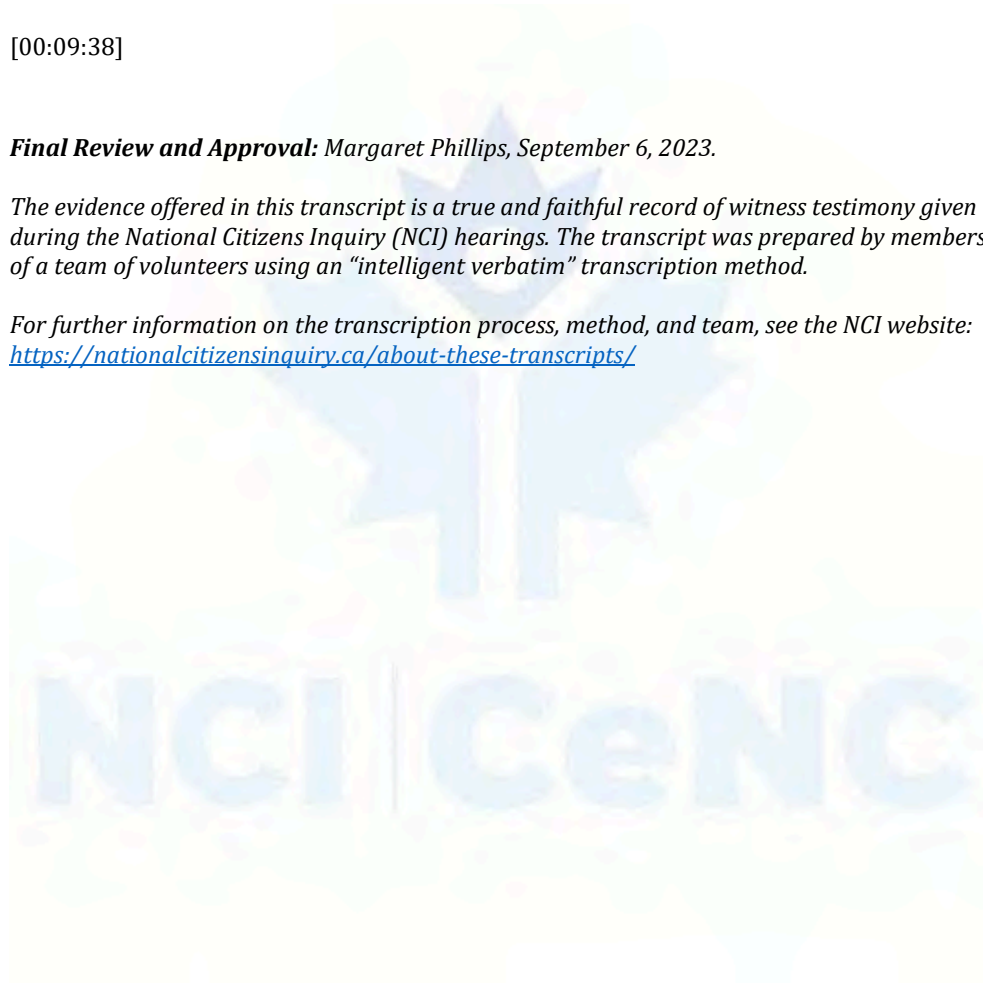 [00:09:38]
Final Review and Approval: Margaret Phillips, September 6, 2023.
The evidence offered in this transcript is a true and faithful record of witness testimony given
during the National Citizens Inquiry (NCI) hearings. The transcript was prepared by members
of a team of volunteers using an “intelligent verbatim” transcription method.
For further information on the transcription process, method, and team, see the NCI website:
https://nationalcitizensinquiry.ca/about-these-transcripts/
NCI | CeNC